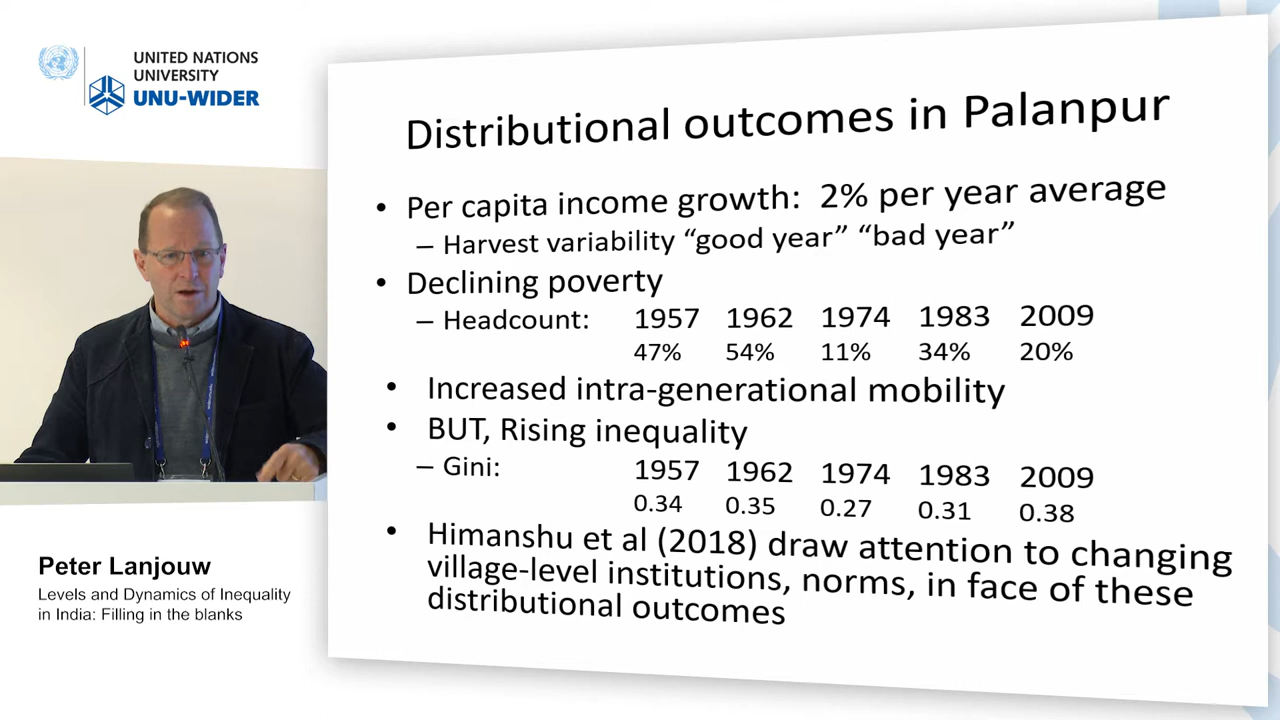 UNITED NATIONS
UNIVERSITY
UNU-WIDER
Distributional outcomes in Palanpur
• Per capita income growth: 2% per year average
– Harvest variability “good year” “bad year”
• Declining poverty
– Headcount: 1957 1962 1974 1983 2009
47% 54% 11% 34% 20%
• Increased intra-generational mobility
• BUT, Rising inequality
– Gini: 1957 1962 1974 1983 2009
0.34 0.35 0.27 0.31 0.38
• Himanshu et al (2018) draw attention to changing
village-level institutions, norms, in face of these
distributional outcomes
Peter Lanjouw
Levels and Dynamics of Inequality
in India: Filling in the blanks